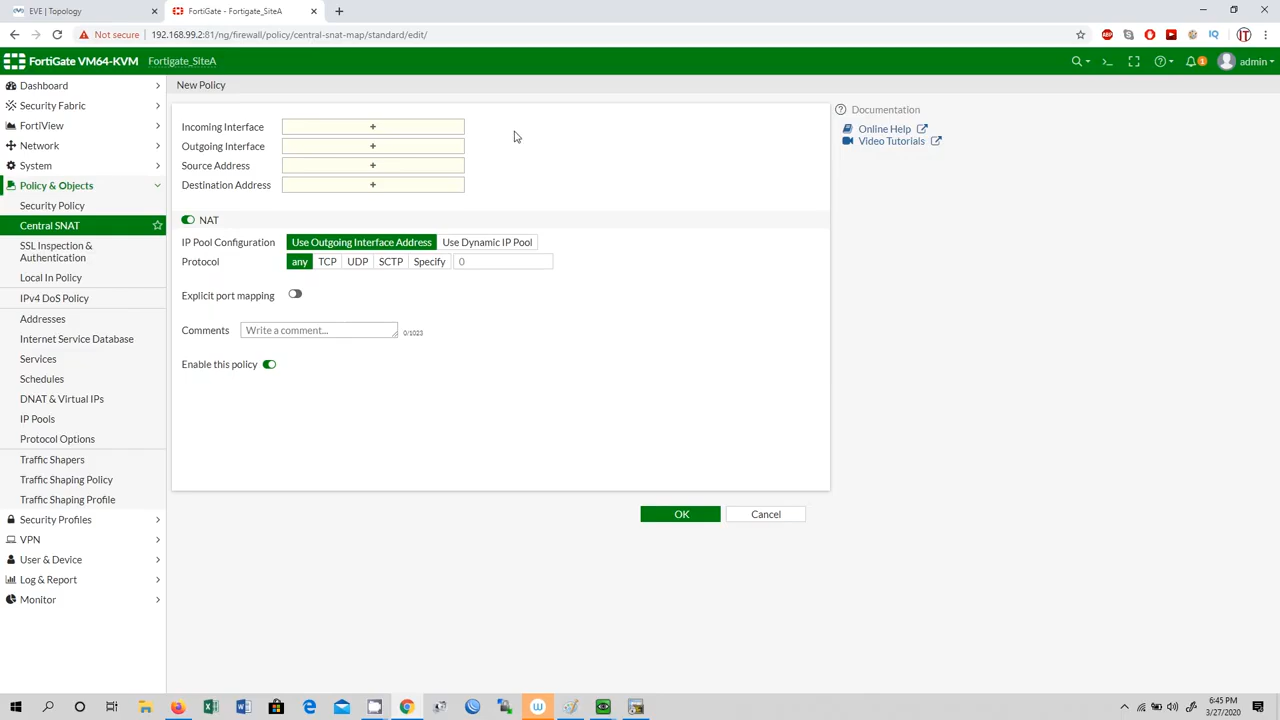 EVE | Topology
FortiGate - Fortigate_SiteA
Not secure 192.168.99.2:81/ng/firewall/policy/central-snat-map/standard/edit/
FortiGate VM64-KVM Fortigate_SiteA
1
admin
Dashboard
Security Fabric
FortiView
Network
System
Policy & Objects
Security Policy
Central SNAT
SSL Inspection &
Authentication
Local In Policy
IPv4 DoS Policy
Addresses
Internet Service Database
Services
Schedules
DNAT & Virtual IPs
IP Pools
Protocol Options
Traffic Shapers
Traffic Shaping Policy
Traffic Shaping Profile
Security Profiles
VPN
User & Device
Log & Report
Monitor
New Policy
Incoming Interface +
Outgoing Interface +
Source Address +
Destination Address +
NAT
IP Pool Configuration Use Outgoing Interface Address Use Dynamic IP Pool
Protocol any TCP UDP SCTP Specify 0
Explicit port mapping
Comments Write a comment... 0/1023
Enable this policy
OK Cancel
Documentation
Online Help
Video Tutorials
6:45 PM
3/27/2020